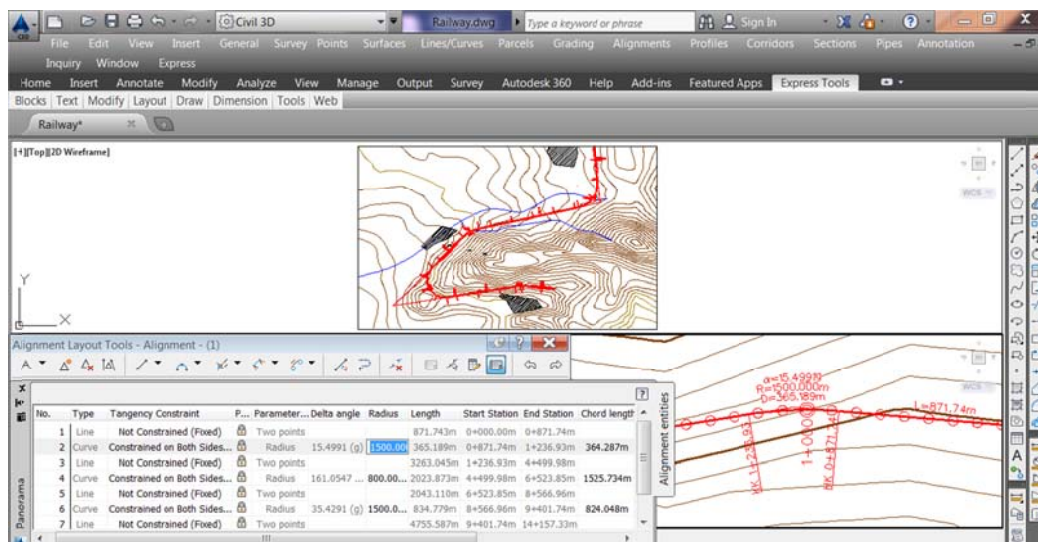 Civil 3D Railway.dwg Type a keyword or phrase Sign In ?
File Edit View Insert General Survey Points Surfaces Lines/Curves Parcels Grading Alignments Profiles Corridors Sections Pipes Annotation
Inquiry Window Express
Home Insert Annotate Modify Analyze View Manage Output Survey Autodesk 360 Help Add-ins Featured Apps Express Tools
Blocks Text Modify Layout Draw Dimension Tools Web
Railway*
[-][Top][2D Wireframe]
WCS
Y
X
Alignment Layout Tools - Alignment - (1)
No. Type Tangency Constraint P... Parameter... Delta angle Radius Length Start Station End Station Chord length
1 Line Not Constrained (Fixed) Two points 871.743m 0+000.00m 0+871.74m
2 Curve Constrained on Both Sides... Radius 15.4991 (g) 1500.00 365.189m 0+871.74m 1+236.93m 364.287m
3 Line Not Constrained (Fixed) Two points 3263.045m 1+236.93m 4+499.98m
4 Curve Constrained on Both Sides... Radius 161.0547 ... 800.00... 2023.873m 4+499.98m 6+523.85m 1525.734m
5 Line Not Constrained (Fixed) Two points 2043.110m 6+523.85m 8+566.96m
6 Curve Constrained on Both Sides... Radius 35.4291 (g) 1500.0... 834.779m 8+566.96m 9+401.74m 824.048m
7 Line Not Constrained (Fixed) Two points 4755.587m 9+401.74m 14+157.33m
Panorama
Alignment entities
R=1500.000m
D=365.189m
L=871.74m
1+000
WCS